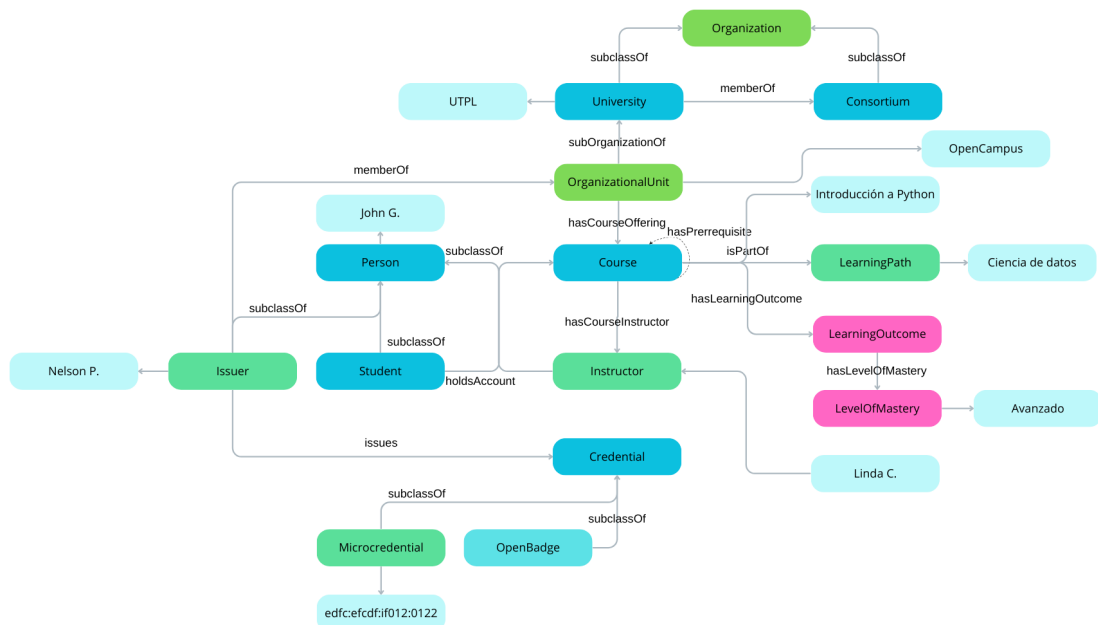 Organization
subclassOf
subclassOf
UTPL
University
memberOf
Consortium
subOrganizationOf
OpenCampus
memberOf
OrganizationalUnit
Introducción a Python
John G.
hasCourseOffering
hasPrerrequisite
subclassOf
isPartOf
Person
Course
LearningPath
Ciencia de datos
hasLearningOutcome
subclassOf
hasCourseInstructor
LearningOutcome
subclassOf
Nelson P.
Issuer
Student
holdsAccount
Instructor
hasLevelOfMastery
LevelOfMastery
Avanzado
issues
Credential
Linda C.
subclassOf
subclassOf
Microcredential
OpenBadge
edfc:efcdf:if012:0122